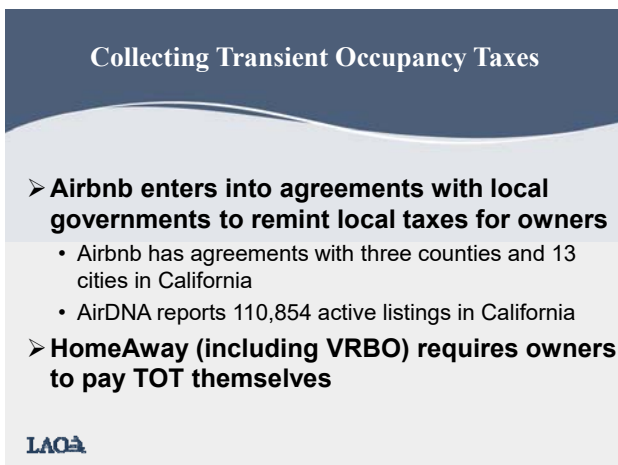 Collecting Transient Occupancy Taxes
➢ Airbnb enters into agreements with local
governments to remint local taxes for owners
• Airbnb has agreements with three counties and 13
cities in California
• AirDNA reports 110,854 active listings in California
➢ HomeAway (including VRBO) requires owners
to pay TOT themselves
LAO